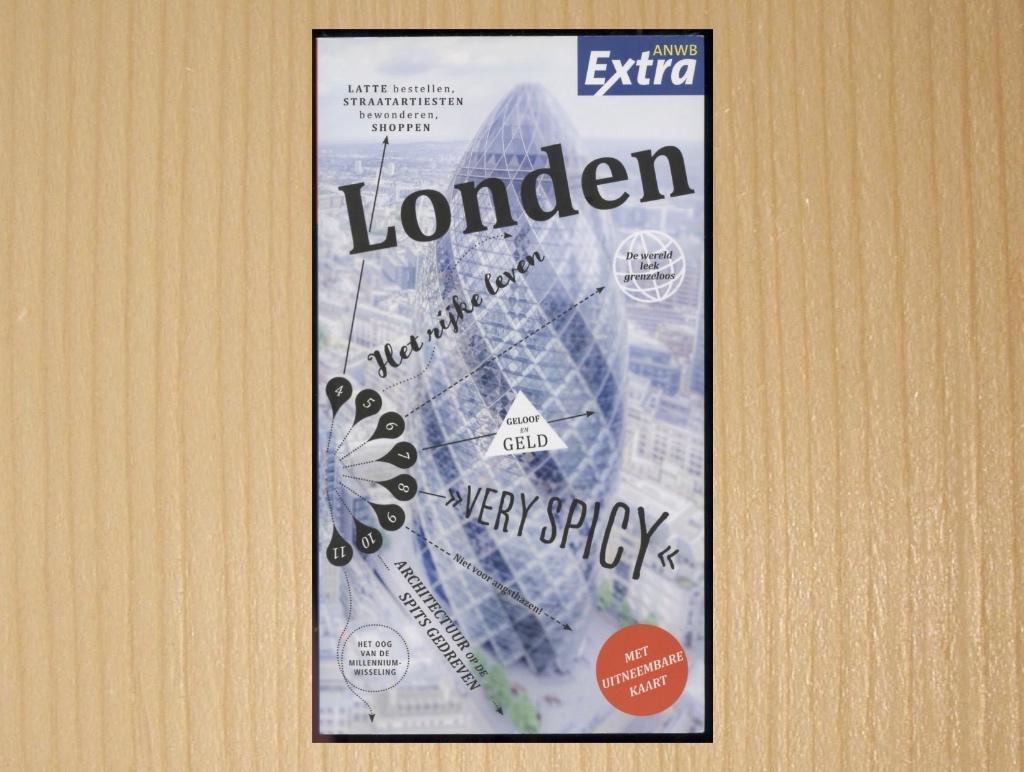 ANWB
Extra
LATTE bestellen,
STRAATARTIESTEN
bewonderen,
SHOPPEN
Londen
De wereld
leek
grenzeloos
Het rijke leven
4
5
6
7
8
9
10
11
GELOOF
EN
GELD
»VERY SPICY«
Niet voor angsthazen!
ARCHITECTUUR OP DE
SPITS GEDREVEN
HET OOG
VAN DE
MILLENNIUM-
WISSELING
MET
UITNEEMBARE
KAART